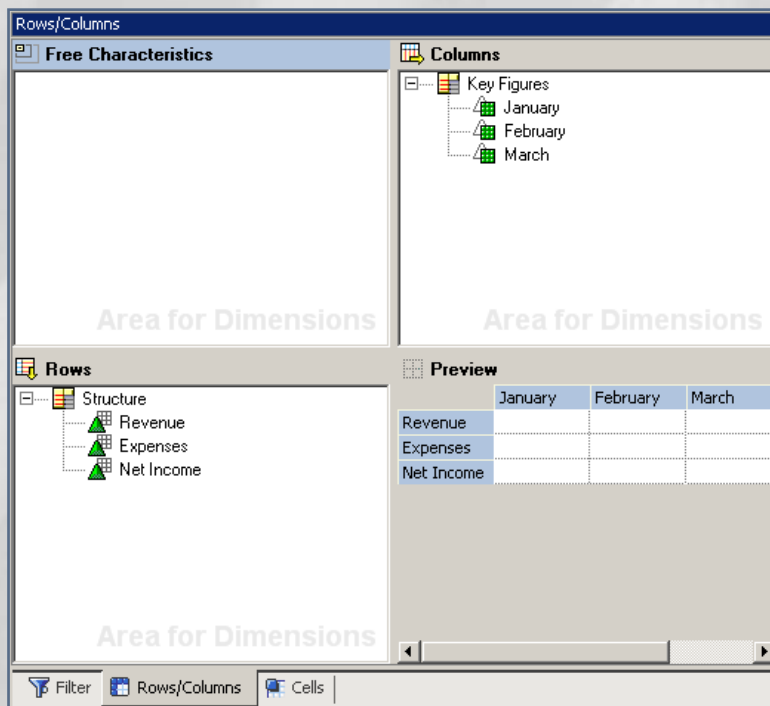 Rows/Columns
Free Characteristics
Area for Dimensions
Columns
Key Figures
January
February
March
Area for Dimensions
Rows
Structure
Revenue
Expenses
Net Income
Area for Dimensions
Preview
January February March
Revenue
Expenses
Net Income
Filter Rows/Columns Cells